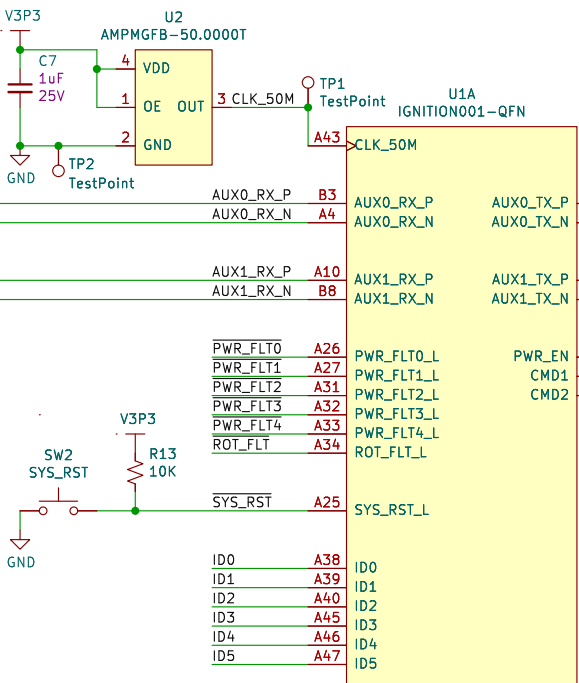 V3P3
U2
AMPMGFB-50.0000T
C7
1uF
25V
4 VDD
1 OE OUT 3 CLK_50M
2 GND
TP1
TestPoint
U1A
IGNITION001-QFN
GND
TP2
TestPoint
A43 CLK_50M
AUX0_RX_P B3 AUX0_RX_P AUX0_TX_P
AUX0_RX_N A4 AUX0_RX_N AUX0_TX_N
AUX1_RX_P A10 AUX1_RX_P AUX1_TX_P
AUX1_RX_N B8 AUX1_RX_N AUX1_TX_N
PWR_FLT0 A26 PWR_FLT0_L PWR_EN
PWR_FLT1 A27 PWR_FLT1_L CMD1
PWR_FLT2 A31 PWR_FLT2_L CMD2
PWR_FLT3 A32 PWR_FLT3_L
PWR_FLT4 A33 PWR_FLT4_L
ROT_FLT A34 ROT_FLT_L
V3P3
SW2
SYS_RST
R13
10K
SYS_RST A25 SYS_RST_L
GND
ID0 A38 ID0
ID1 A39 ID1
ID2 A40 ID2
ID3 A45 ID3
ID4 A46 ID4
ID5 A47 ID5